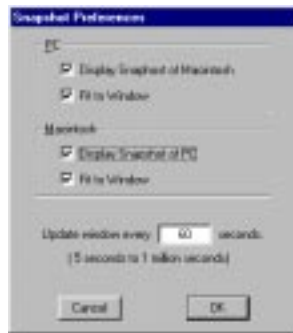 Snapshot Preferences
PC
Display Snapshot of Macintosh
Fit to Window
Macintosh
Display Snapshot of PC
Fit to Window
Update window every 60 seconds.
( 5 seconds to 1 million seconds)
Cancel
OK